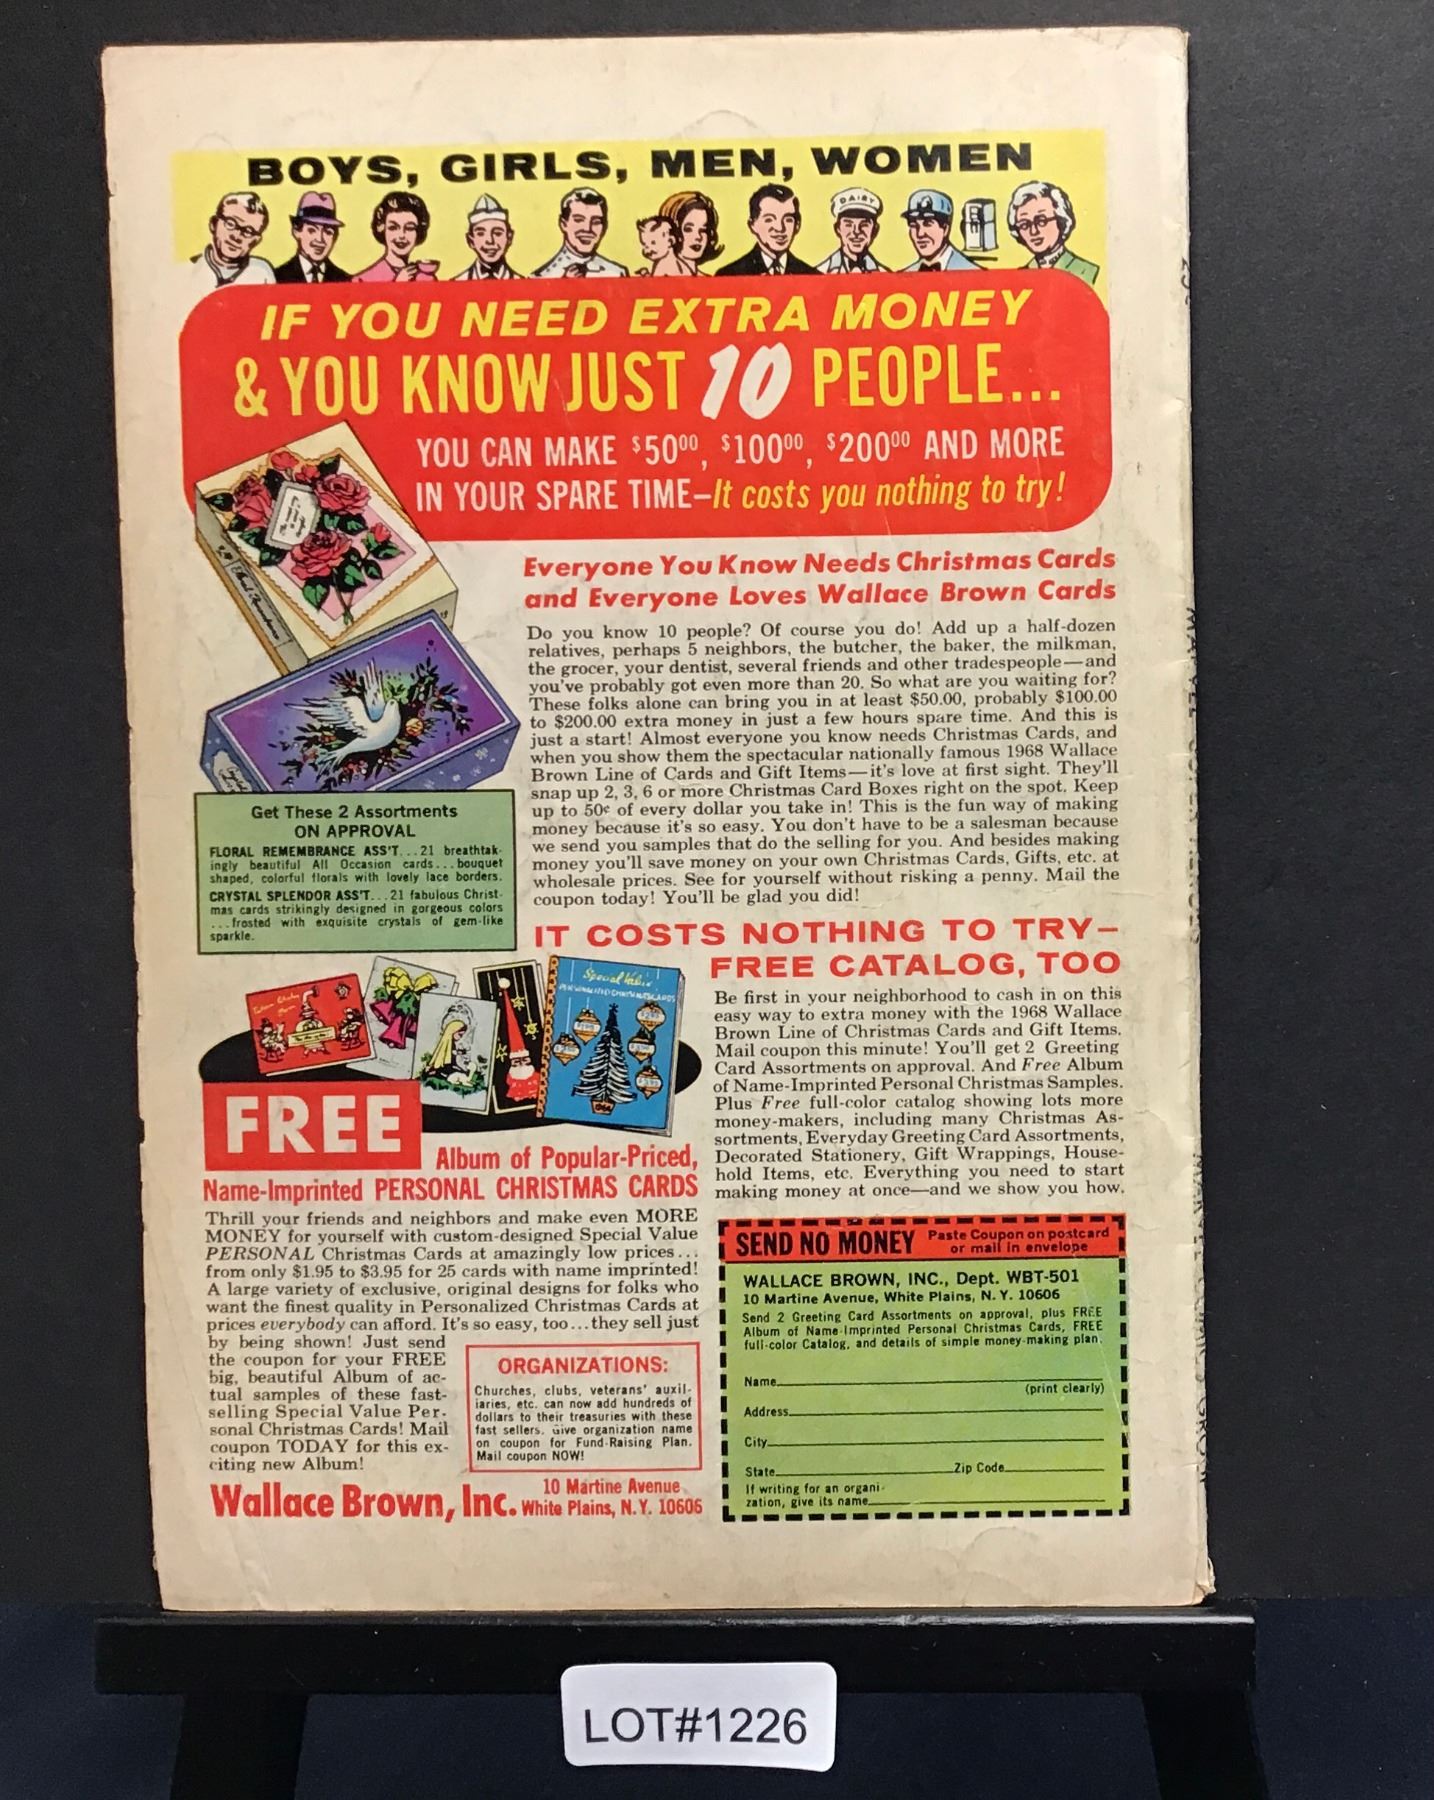 BOYS, GIRLS, MEN, WOMEN
DAIRY
IF YOU NEED EXTRA MONEY
& YOU KNOW JUST 10 PEOPLE...
YOU CAN MAKE $50⁰⁰, $100⁰⁰, $200⁰⁰ AND MORE
IN YOUR SPARE TIME—It costs you nothing to try!
Everyone You Know Needs Christmas Cards
and Everyone Loves Wallace Brown Cards
Do you know 10 people? Of course you do! Add up a half-dozen
relatives, perhaps 5 neighbors, the butcher, the baker, the milkman,
the grocer, your dentist, several friends and other tradespeople—and
you've probably got even more than 20. So what are you waiting for?
These folks alone can bring you in at least $50.00, probably $100.00
to $200.00 extra money in just a few hours spare time. And this is
just a start! Almost everyone you know needs Christmas Cards, and
when you show them the spectacular nationally famous 1968 Wallace
Brown Line of Cards and Gift Items—it's love at first sight. They'll
snap up 2, 3, 6 or more Christmas Card Boxes right on the spot. Keep
up to 50¢ of every dollar you take in! This is the fun way of making
money because it's so easy. You don't have to be a salesman because
we send you samples that do the selling for you. And besides making
money you'll save money on your own Christmas Cards, Gifts, etc. at
wholesale prices. See for yourself without risking a penny. Mail the
coupon today! You'll be glad you did!
Get These 2 Assortments
ON APPROVAL
FLORAL REMEMBRANCE ASS'T...21 breathtak-
ingly beautiful All Occasion cards...bouquet
shaped, colorful florals with lovely lace borders.
CRYSTAL SPLENDOR ASS'T...21 fabulous Christ-
mas cards strikingly designed in gorgeous colors
...frosted with exquisite crystals of gem-like
sparkle.
IT COSTS NOTHING TO TRY—
FREE CATALOG, TOO
Be first in your neighborhood to cash in on this
easy way to extra money with the 1968 Wallace
Brown Line of Christmas Cards and Gift Items.
Mail coupon this minute! You'll get 2 Greeting
Card Assortments on approval. And Free Album
of Name-Imprinted Personal Christmas Samples.
Plus Free full-color catalog showing lots more
money-makers, including many Christmas As-
sortments, Everyday Greeting Card Assortments,
Decorated Stationery, Gift Wrappings, House-
hold Items, etc. Everything you need to start
making money at once—and we show you how.
Special Value
PERSONALIZED CHRISTMAS CARDS
FREE
Album of Popular-Priced,
Name-Imprinted PERSONAL CHRISTMAS CARDS
Thrill your friends and neighbors and make even MORE
MONEY for yourself with custom-designed Special Value
PERSONAL Christmas Cards at amazingly low prices...
from only $1.95 to $3.95 for 25 cards with name imprinted!
A large variety of exclusive, original designs for folks who
want the finest quality in Personalized Christmas Cards at
prices everybody can afford. It's so easy, too...they sell just
by being shown! Just send
the coupon for your FREE
big, beautiful Album of ac-
tual samples of these fast-
selling Special Value Per-
sonal Christmas Cards! Mail
coupon TODAY for this ex-
citing new Album!
ORGANIZATIONS:
Churches, clubs, veterans' auxil-
iaries, etc. can now add hundreds of
dollars to their treasuries with these
fast sellers. Give organization name
on coupon for Fund-Raising Plan.
Mail coupon NOW!
Wallace Brown, Inc. 10 Martine Avenue
White Plains, N. Y. 10606
SEND NO MONEY Paste Coupon on postcard
or mail in envelope
WALLACE BROWN, INC., Dept. WBT-501
10 Martine Avenue, White Plains, N. Y. 10606
Send 2 Greeting Card Assortments on approval, plus FREE
Album of Name-Imprinted Personal Christmas Cards, FREE
full-color Catalog, and details of simple money-making plan.
Name
(print clearly)
Address
City
State Zip Code
If writing for an organi-
zation, give its name
LOT#1226